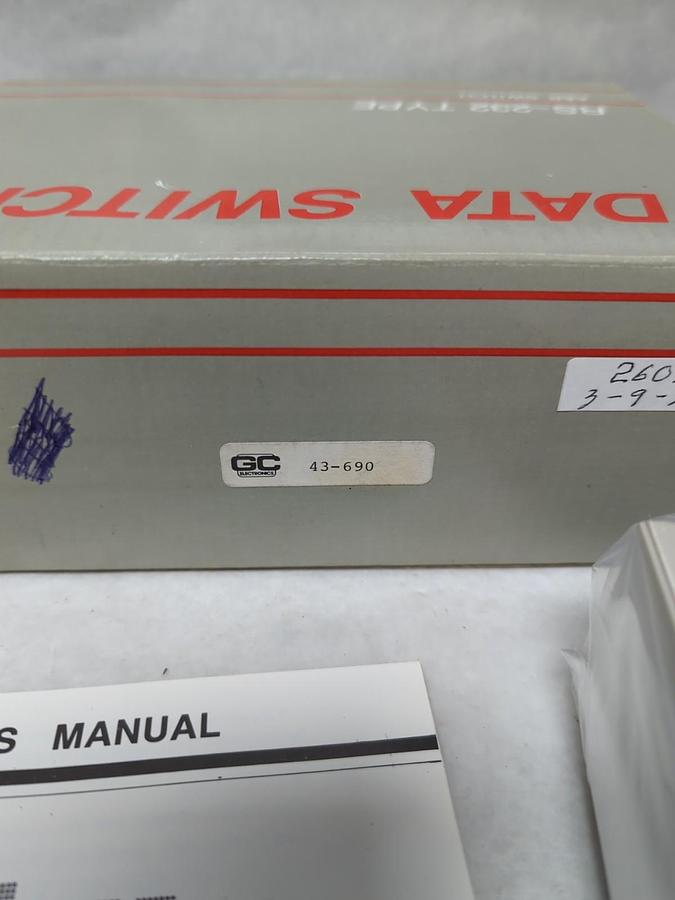 RS-232 TYPE
DATA SWITC
260
3-9-
GC 43-690
ELECTRONICS
S MANUAL